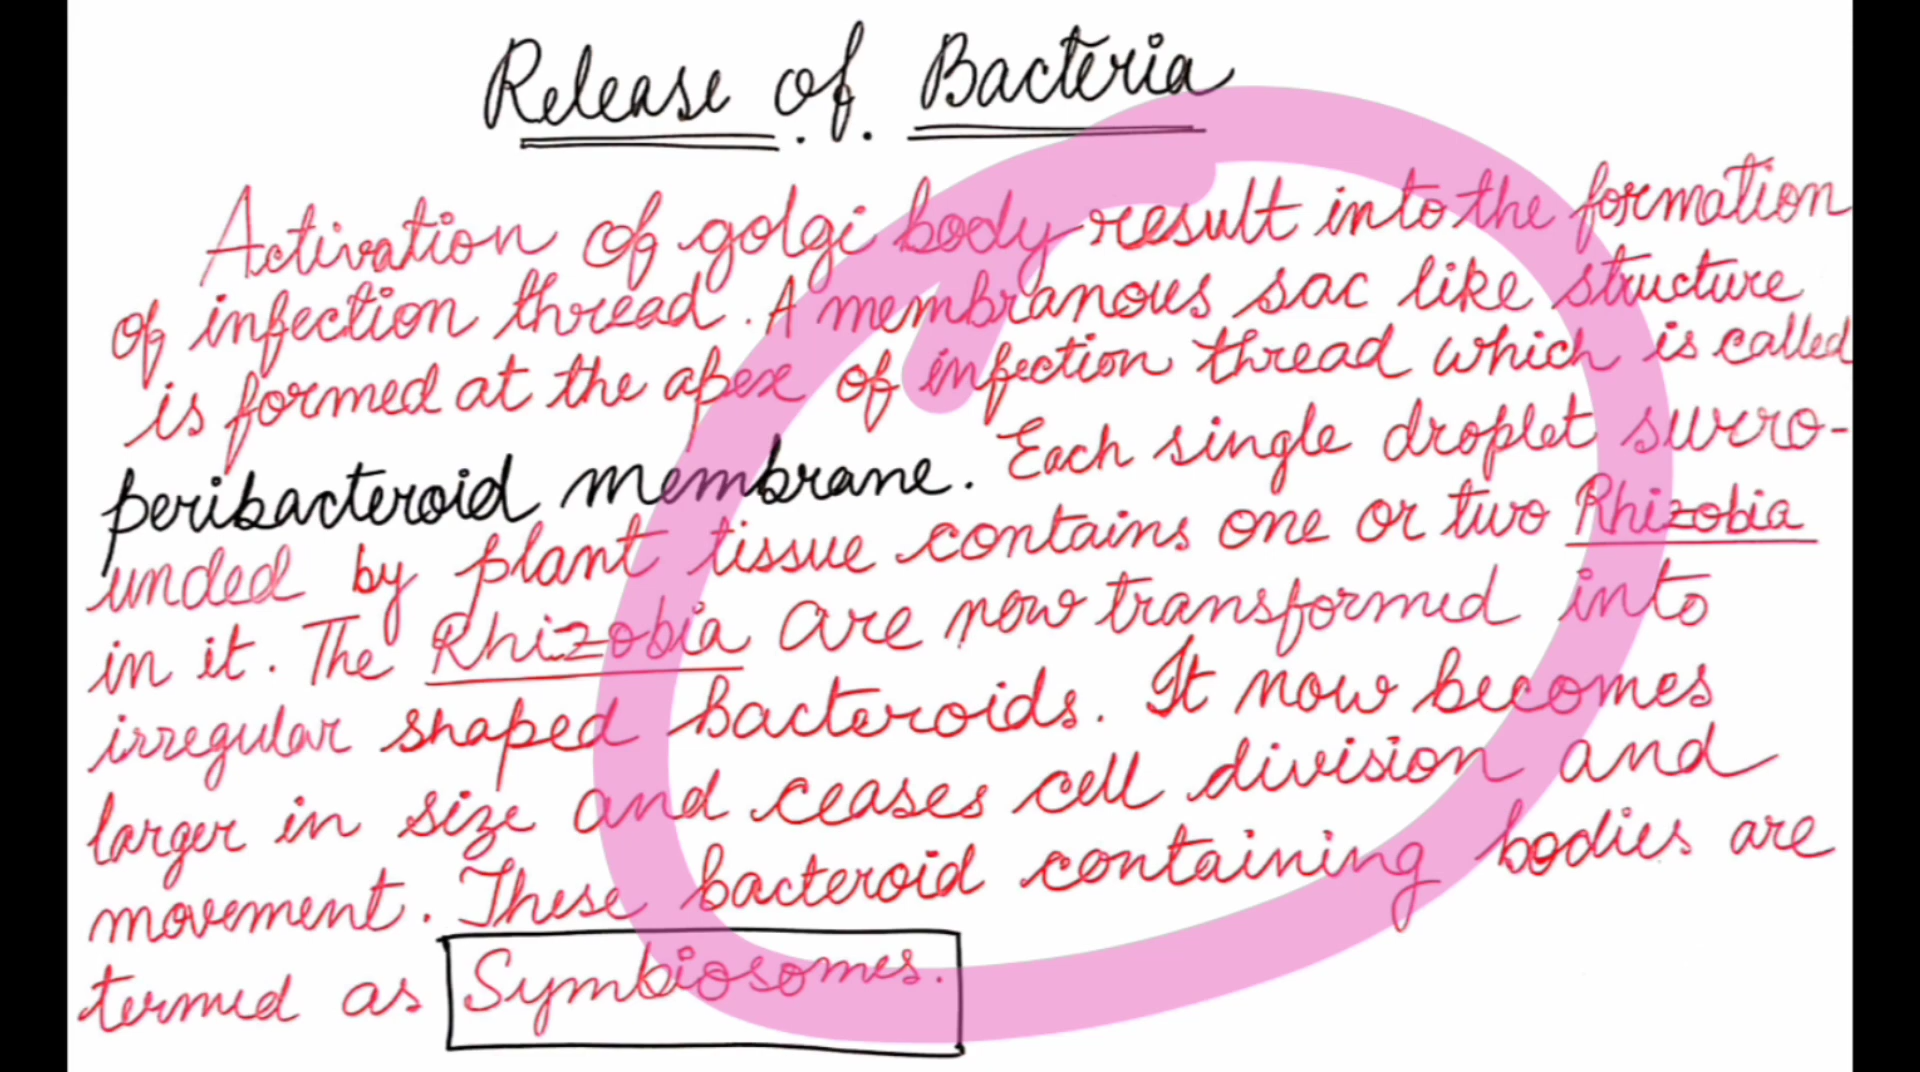 Release of Bacteria
Activation of golgi body result into the formation
of infection thread. A membranous sac like structure
is formed at the apex of infection thread which is called
peribacteroid membrane. Each single droplet surro-
unded by plant tissue contains one or two Rhizobia
in it. The Rhizobia are now transformed into
irregular shaped bacteroids. It now becomes
larger in size and ceases cell division and
movement. These bacteroid containing bodies are
termed as Symbiosomes.